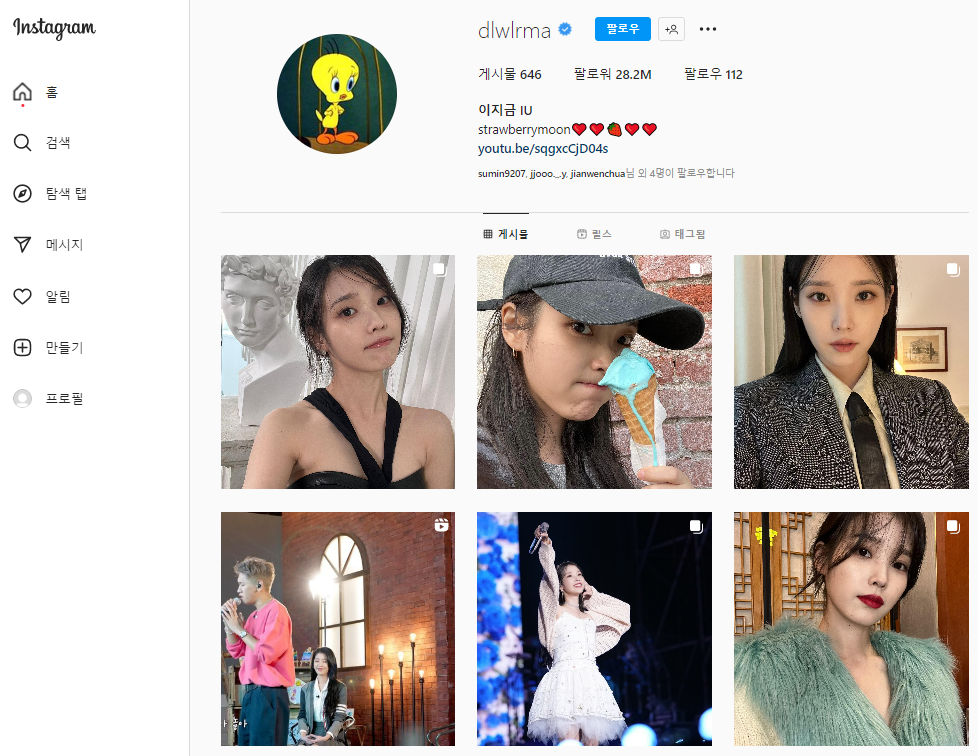 Instagram
홈
검색
탐색 탭
메시지
알림
만들기
프로필
dlwlrma 팔로우
게시물 646 팔로워 28.2M 팔로우 112
이지금 IU
strawberrymoon❤️❤️🍓❤️❤️
youtu.be/sqgxcCjD04s
sumin9207, jjooo._.y, jianwenchua님 외 4명이 팔로우합니다
게시물 릴스 태그됨